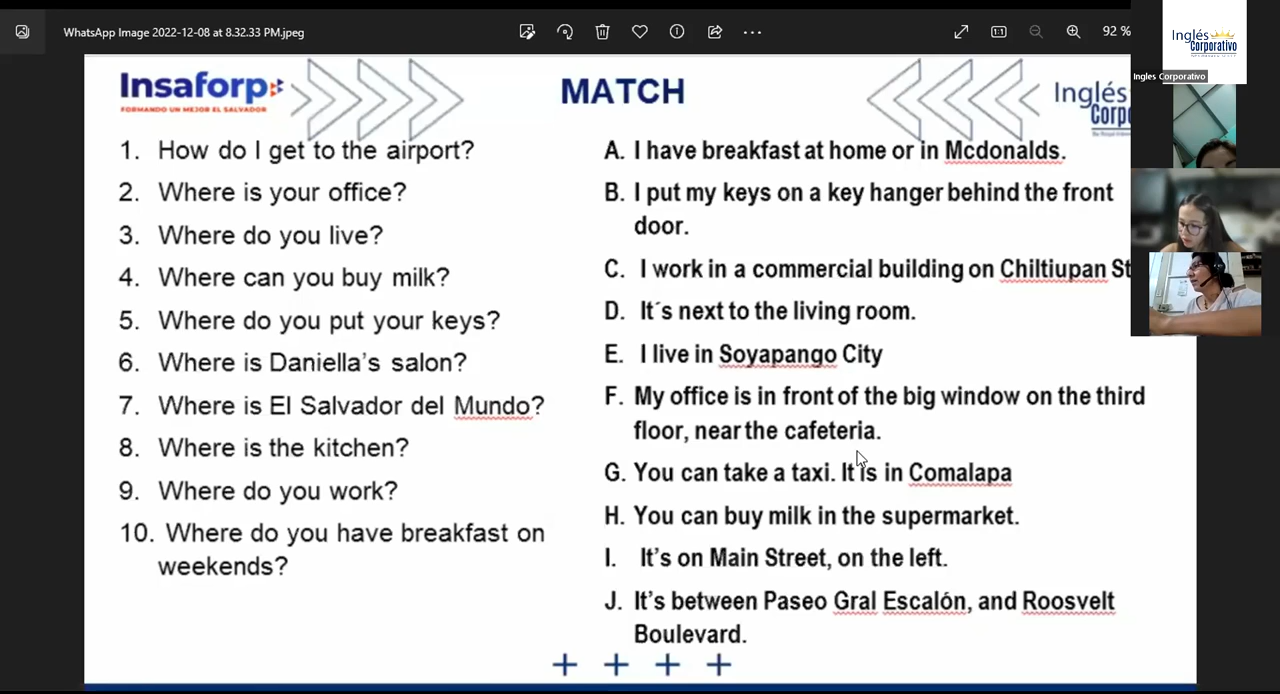 WhatsApp Image 2022-12-08 at 8.32.33 PM.jpeg
92 %
Inglés
Corporativo
Ingles Corporativo
Insaforp
FORMANDO UN MEJOR EL SALVADOR
MATCH
Inglés
Corpo
1. How do I get to the airport?
2. Where is your office?
3. Where do you live?
4. Where can you buy milk?
5. Where do you put your keys?
6. Where is Daniella's salon?
7. Where is El Salvador del Mundo?
8. Where is the kitchen?
9. Where do you work?
10. Where do you have breakfast on
weekends?
A. I have breakfast at home or in Mcdonalds.
B. I put my keys on a key hanger behind the front
door.
C. I work in a commercial building on Chiltiupan St
D. It´s next to the living room.
E. I live in Soyapango City
F. My office is in front of the big window on the third
floor, near the cafeteria.
G. You can take a taxi. It is in Comalapa
H. You can buy milk in the supermarket.
I. It's on Main Street, on the left.
J. It's between Paseo Gral Escalón, and Roosvelt
Boulevard.